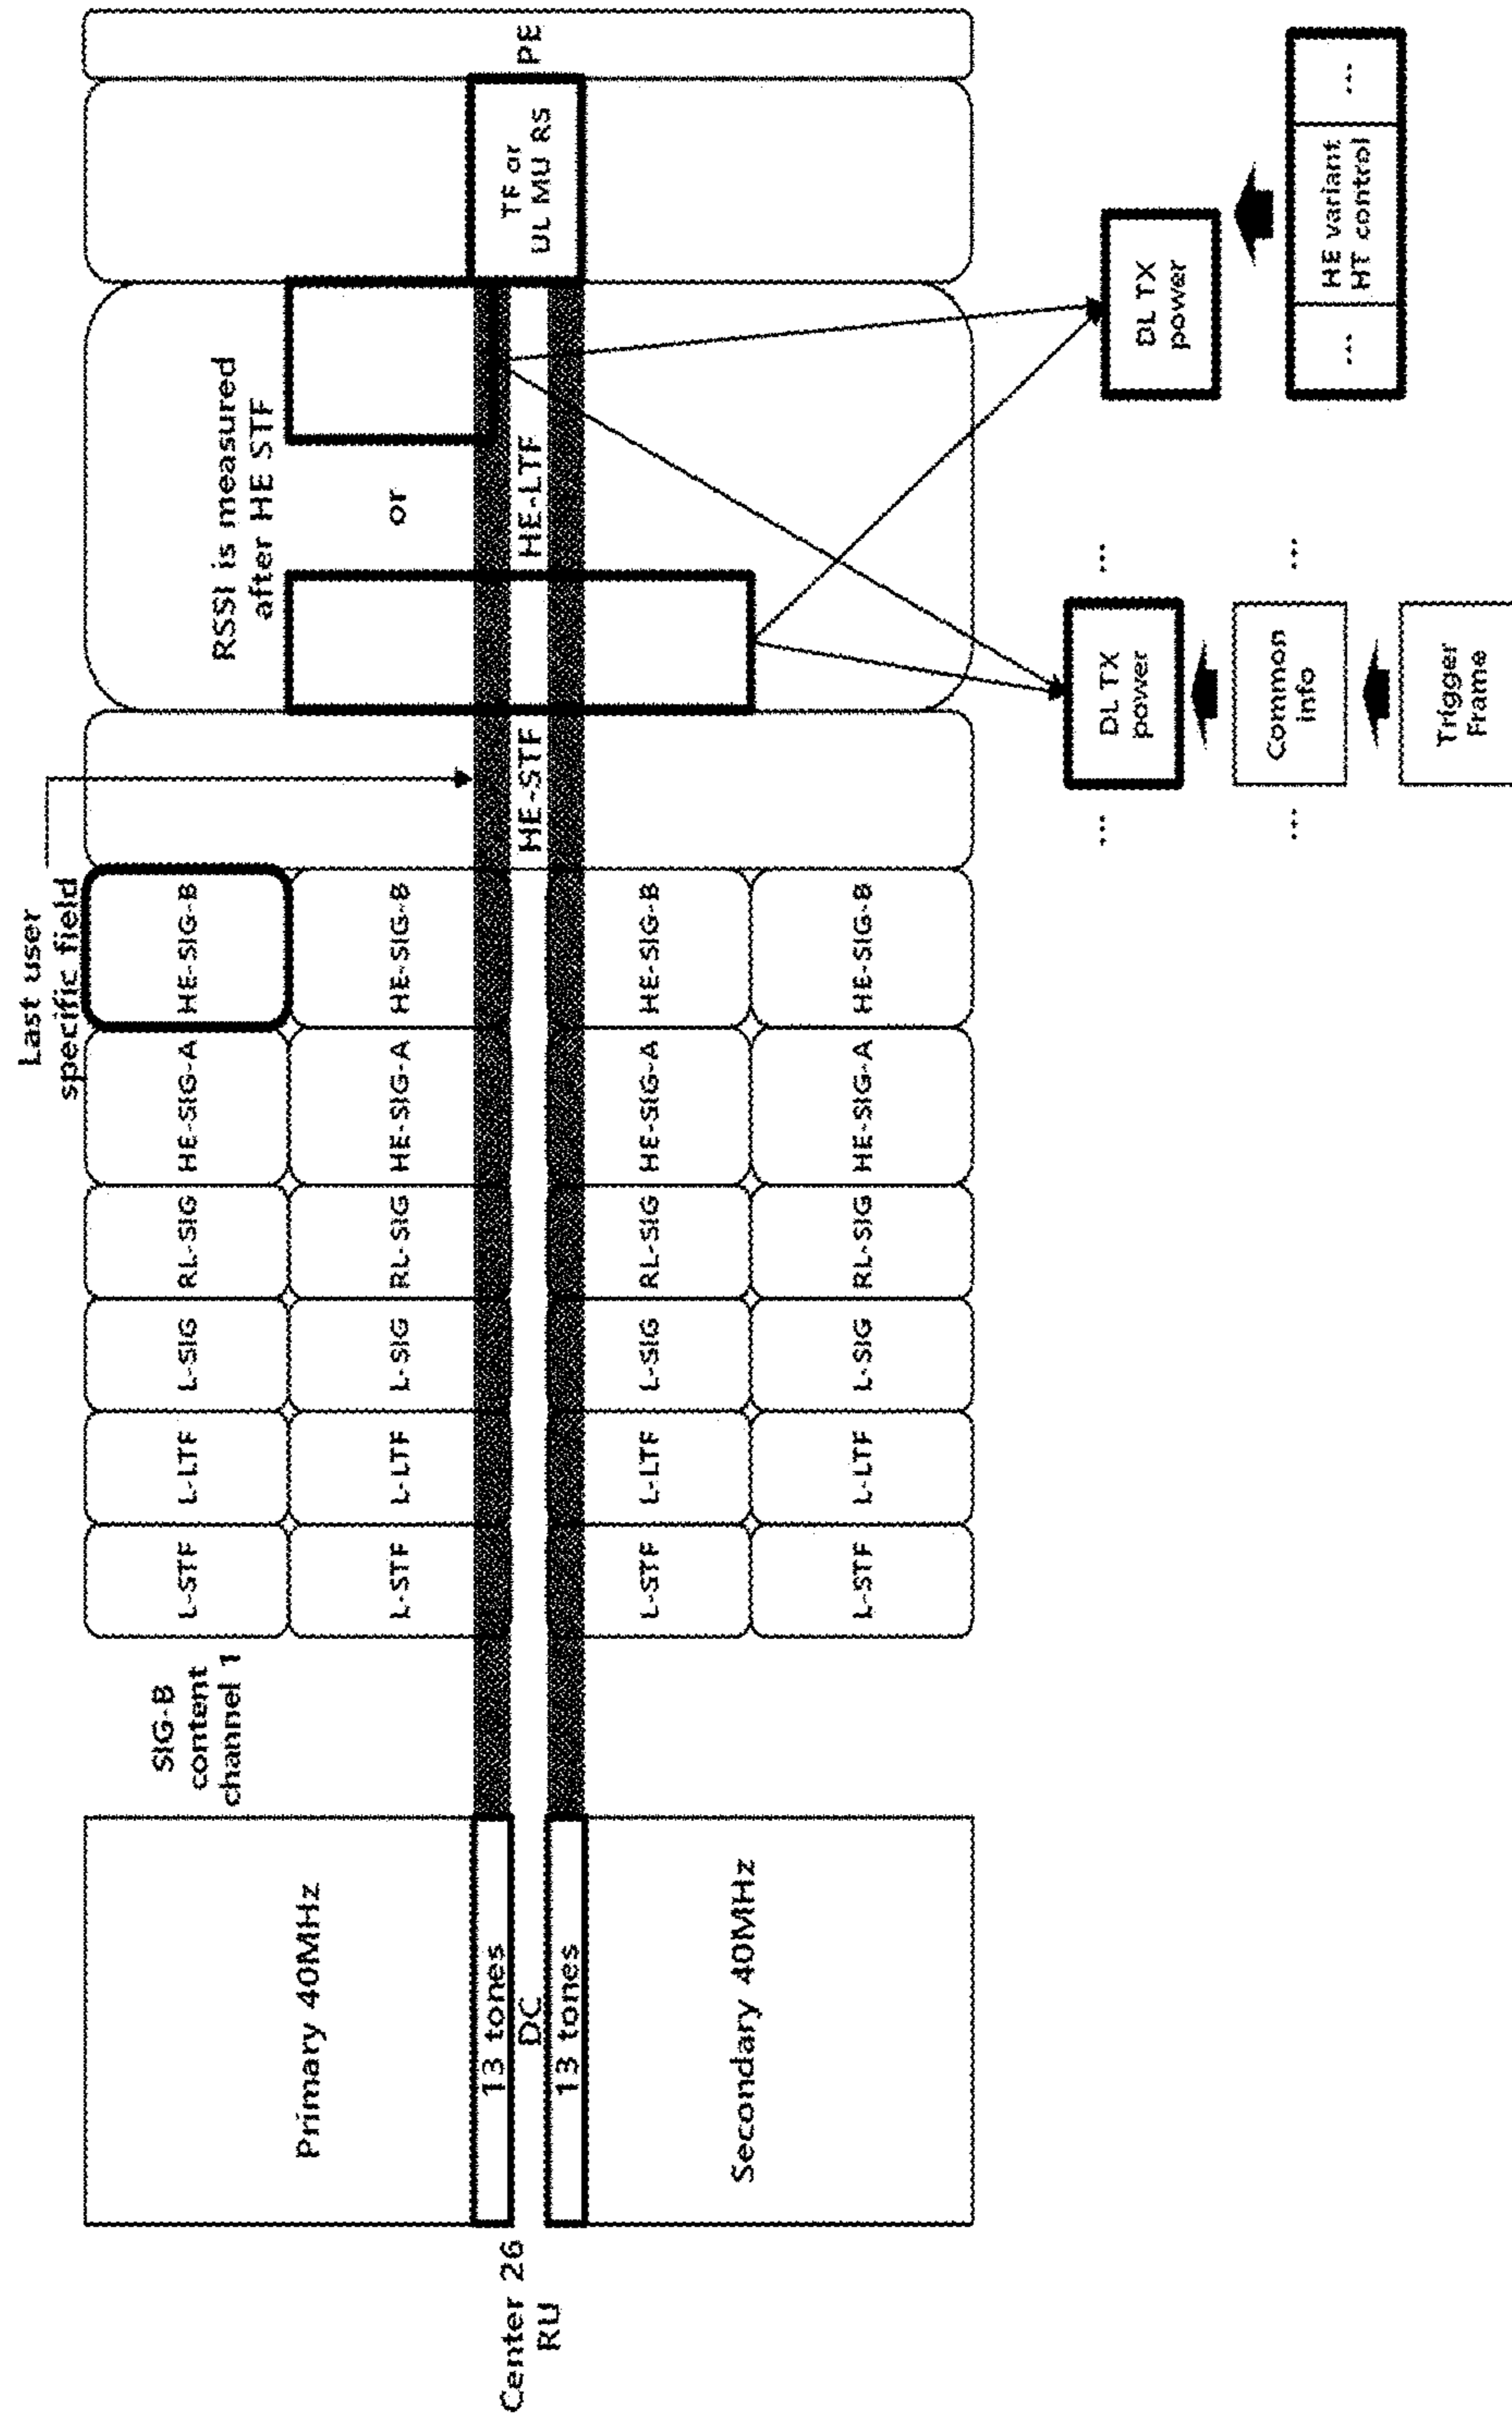 Last user
specific field
SIG-B
content
channel 1
RSSI is measured
after HE STF
or
Primary 40MHz
L-STF
L-LTF
L-SIG
RL-SIG
HE-SIG-A
HE-SIG-B
L-STF
L-LTF
L-SIG
RL-SIG
HE-SIG-A
HE-SIG-B
Center 26
RU
13 tones
DC
13 tones
HE-STF
HE-LTF
TF or
UL MU RS
PE
Secondary 40MHz
L-STF
L-LTF
L-SIG
RL-SIG
HE-SIG-A
HE-SIG-B
L-STF
L-LTF
L-SIG
RL-SIG
HE-SIG-A
HE-SIG-B
...
DL TX
power
...
DL TX
power
...
Common
info
...
...
HE variant
HT control
...
Trigger
Frame